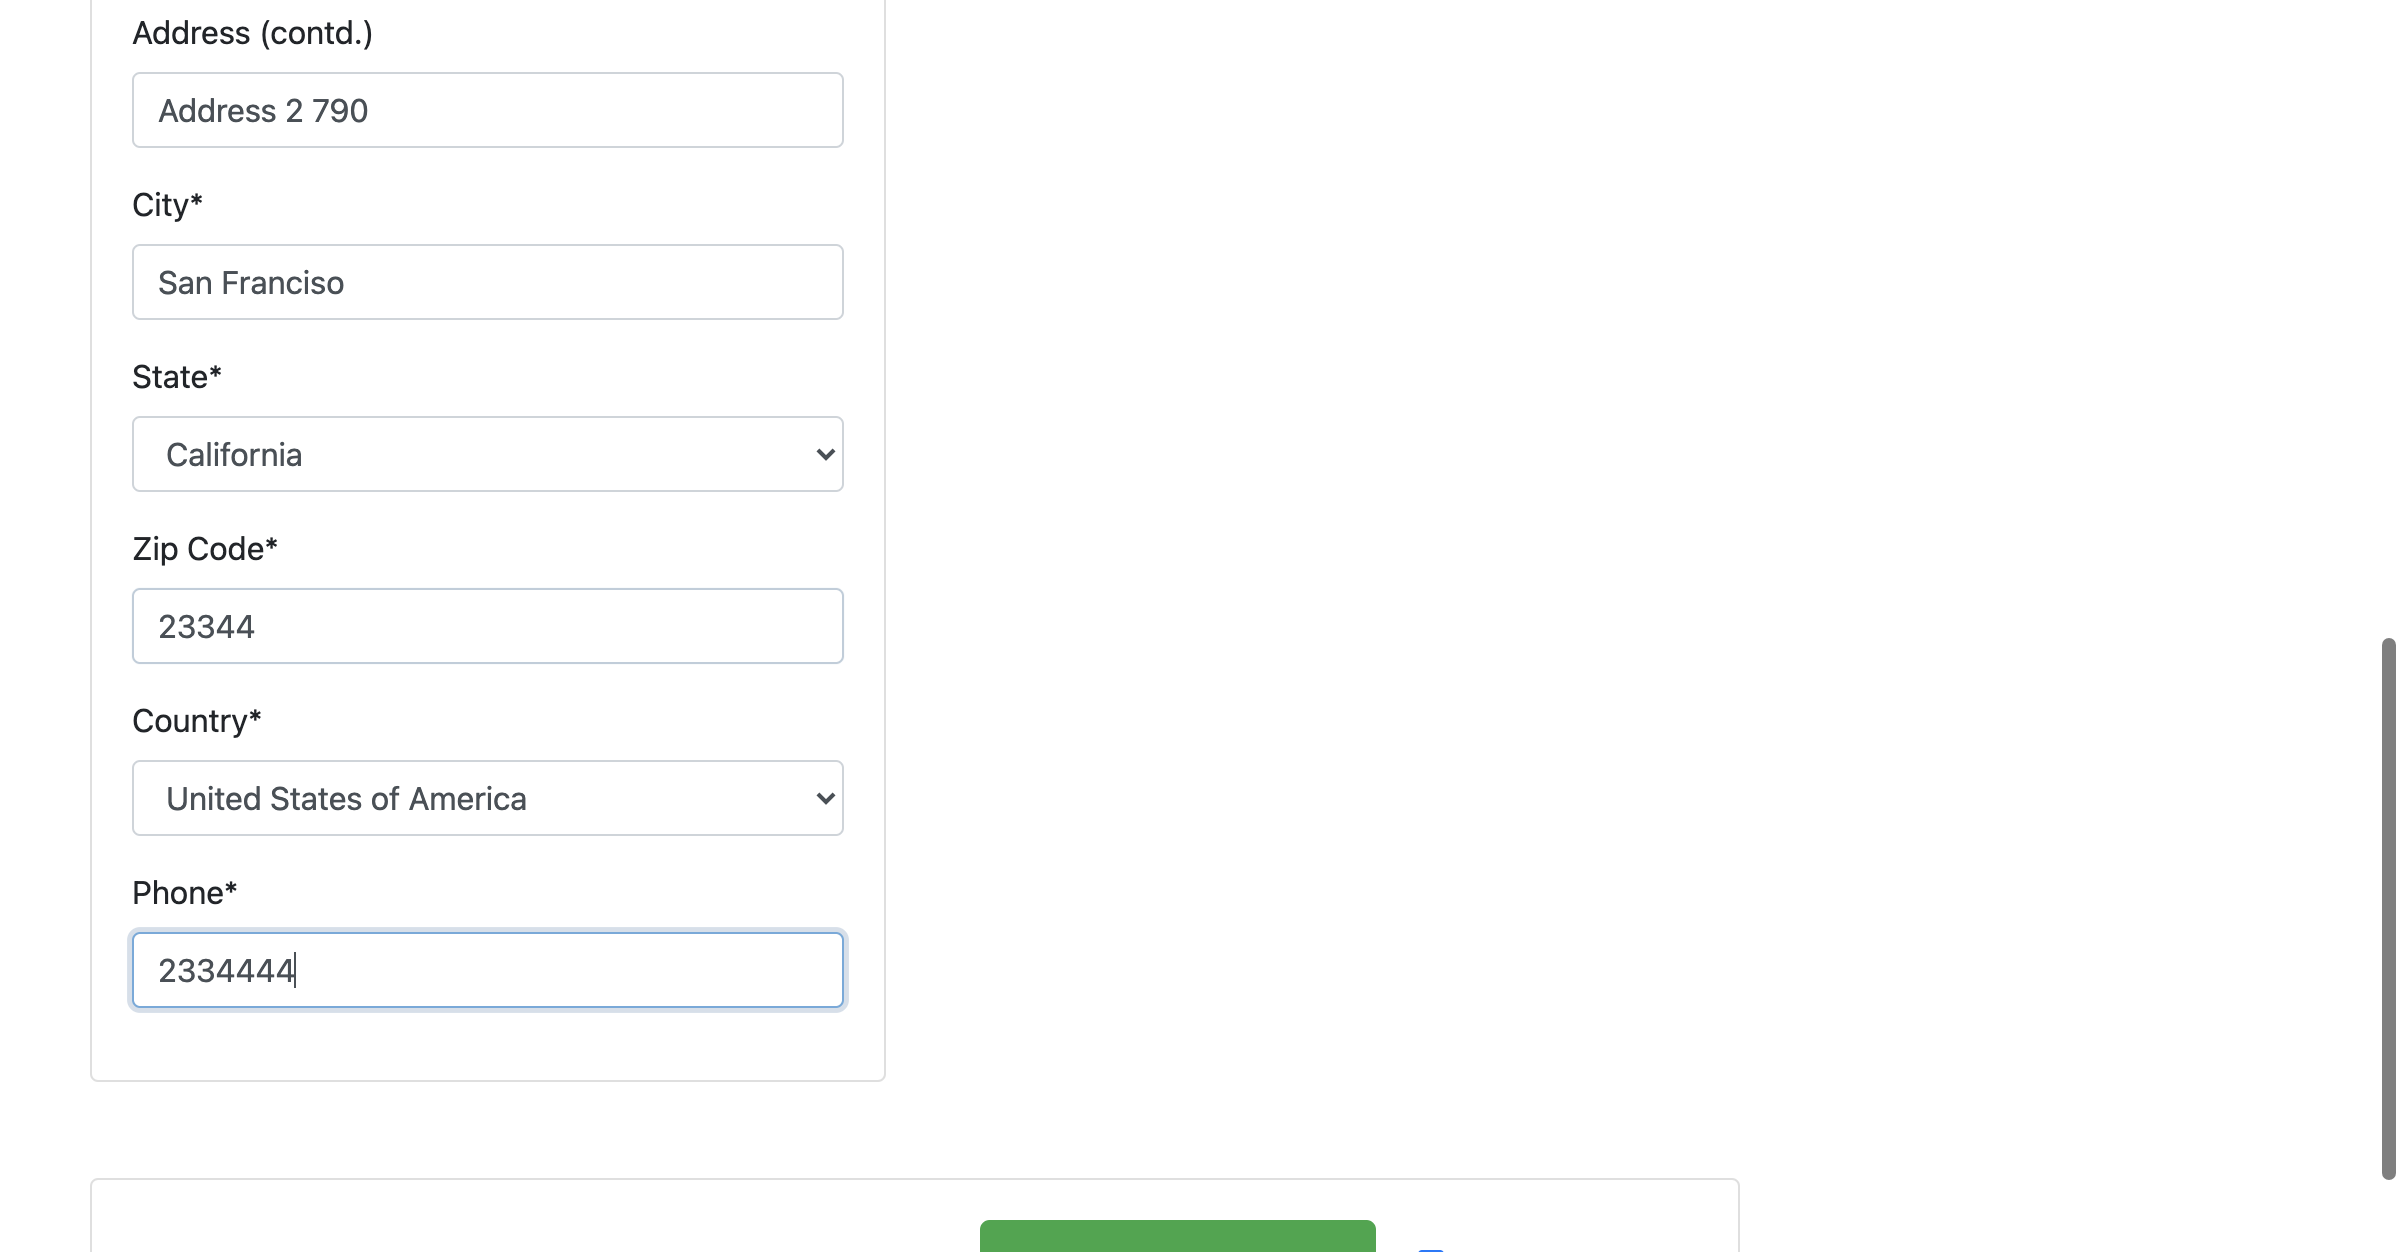 Address (contd.)
Address 2 790
City*
San Franciso
State*
California
Zip Code*
23344
Country*
United States of America
Phone*
2334444